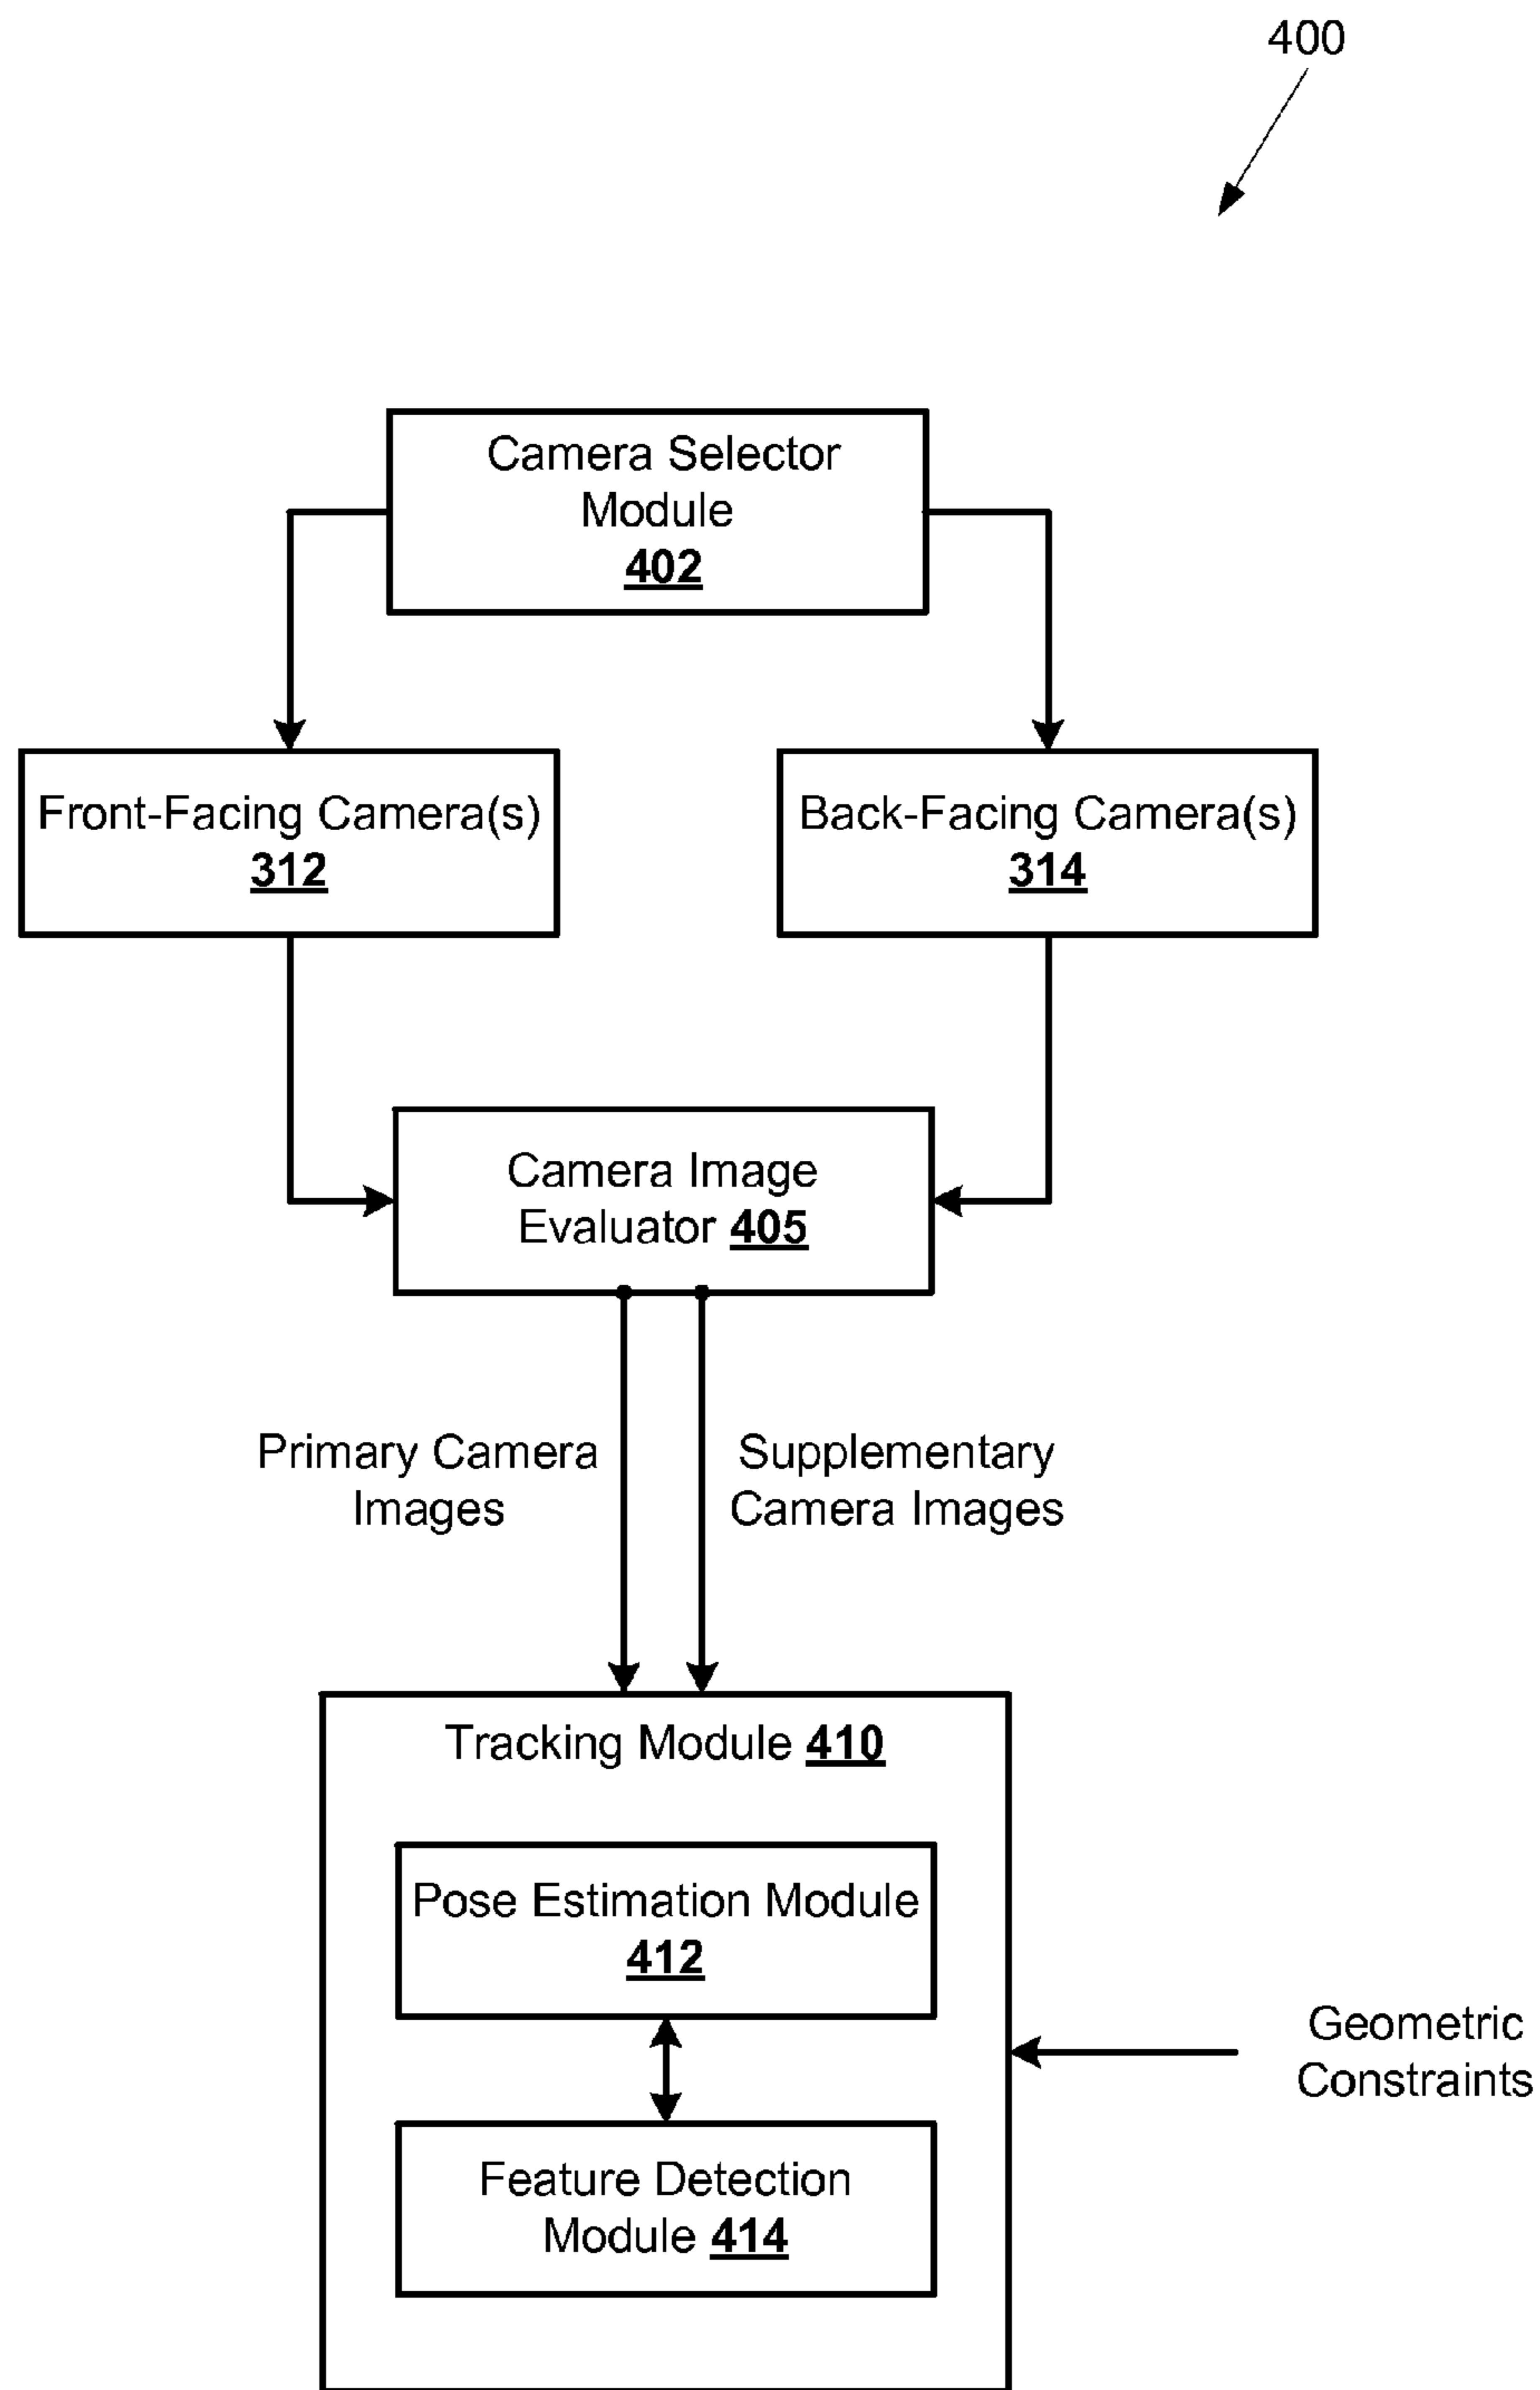 400
Camera Selector
Module
402
Front-Facing Camera(s)
312
Back-Facing Camera(s)
314
Camera Image
Evaluator 405
Primary Camera
Images
Supplementary
Camera Images
Tracking Module 410
Pose Estimation Module
412
Geometric
Constraints
Feature Detection
Module 414